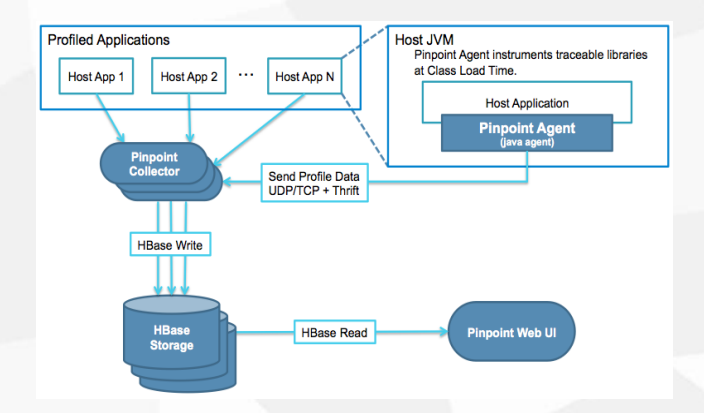 Profiled Applications
Host App 1
Host App 2
...
Host App N
Host JVM
Pinpoint Agent instruments traceable libraries
at Class Load Time.
Host Application
Pinpoint Agent
(java agent)
Pinpoint
Collector
Send Profile Data
UDP/TCP + Thrift
HBase Write
HBase
Storage
HBase Read
Pinpoint Web UI